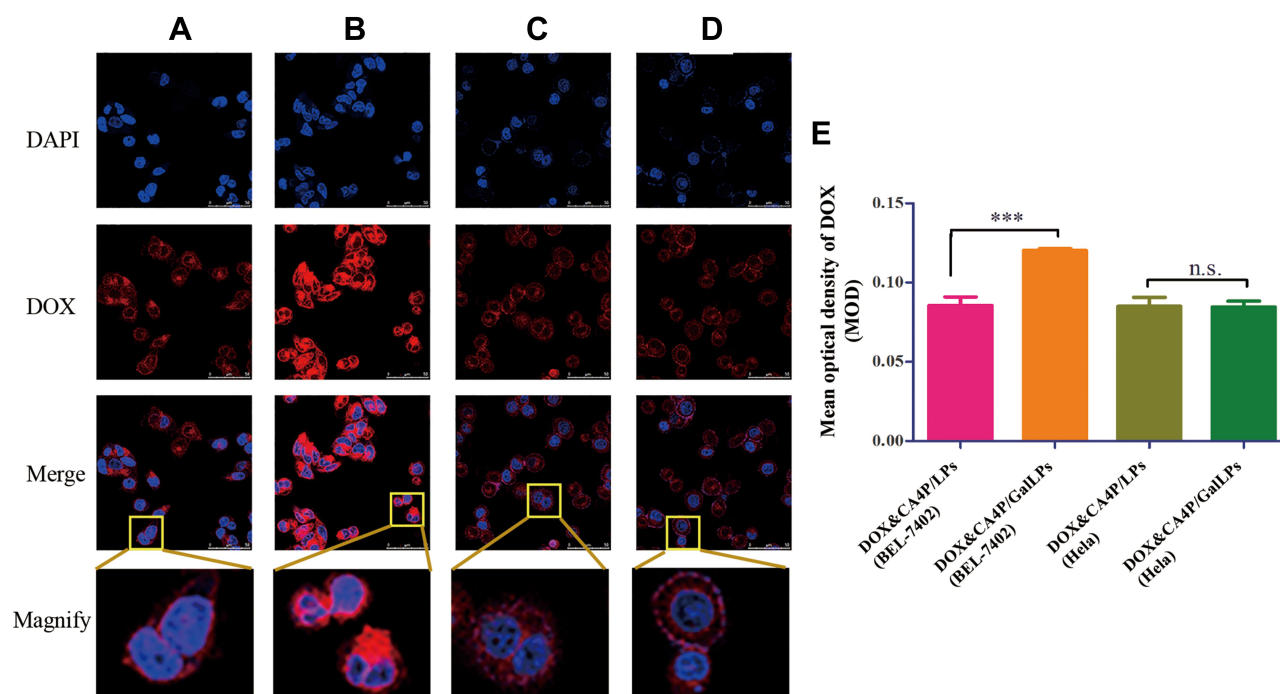 A B C D
DAPI
DOX
Merge
Magnify
E
Mean optical density of DOX
(MOD)
0.15
0.10
0.05
0.00
***
n.s.
DOX&CA4P/LPs
(BEL-7402)
DOX&CA4P/GalLPs
(BEL-7402)
DOX&CA4P/LPs
(Hela)
DOX&CA4P/GalLPs
(Hela)